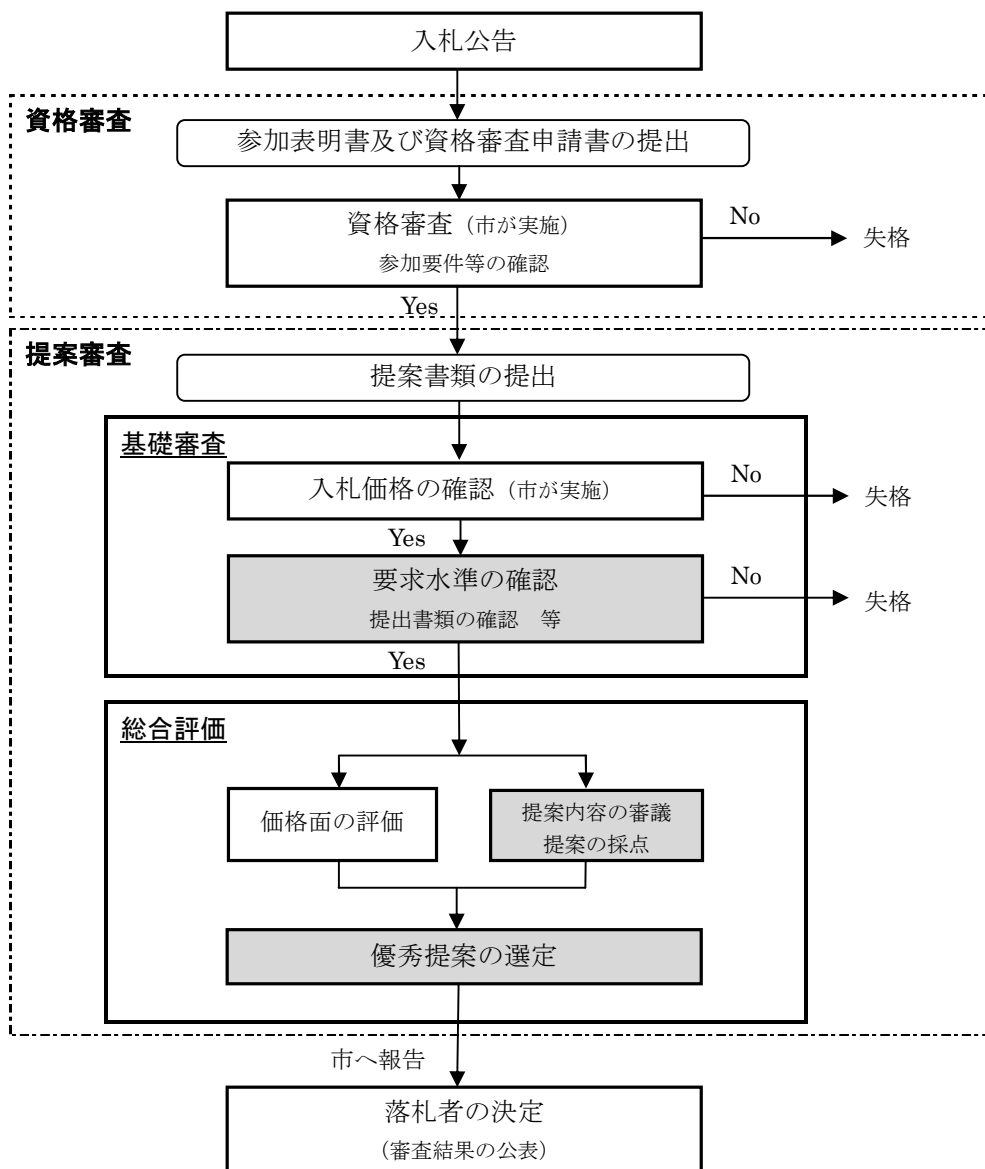 入札公告
資格審査
参加表明書及び資格審査申請書の提出
資格審査（市が実施）
参加要件等の確認
No
失格
Yes
提案審査
提案書類の提出
基礎審査
入札価格の確認（市が実施）
No
失格
Yes
要求水準の確認
提出書類の確認　等
No
失格
Yes
総合評価
価格面の評価
提案内容の審議
提案の採点
優秀提案の選定
市へ報告
落札者の決定
（審査結果の公表）